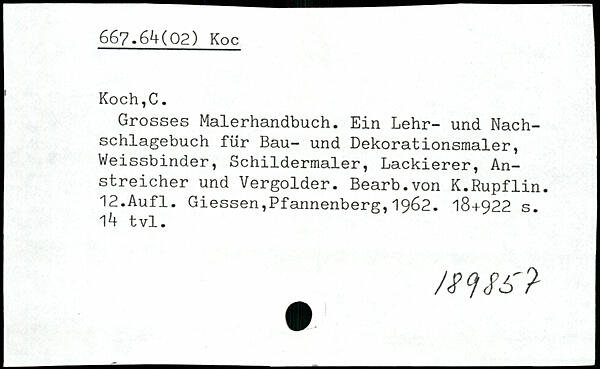 667.64(02) Koc
Koch,C.
Grosses Malerhandbuch. Ein Lehr- und Nach-
schlagebuch für Bau- und Dekorationsmaler,
Weissbinder, Schildermaler, Lackierer, An-
streicher und Vergolder. Bearb.von K.Rupflin.
12.Aufl. Giessen,Pfannenberg,1962. 18+922 s.
14 tvl.
189857